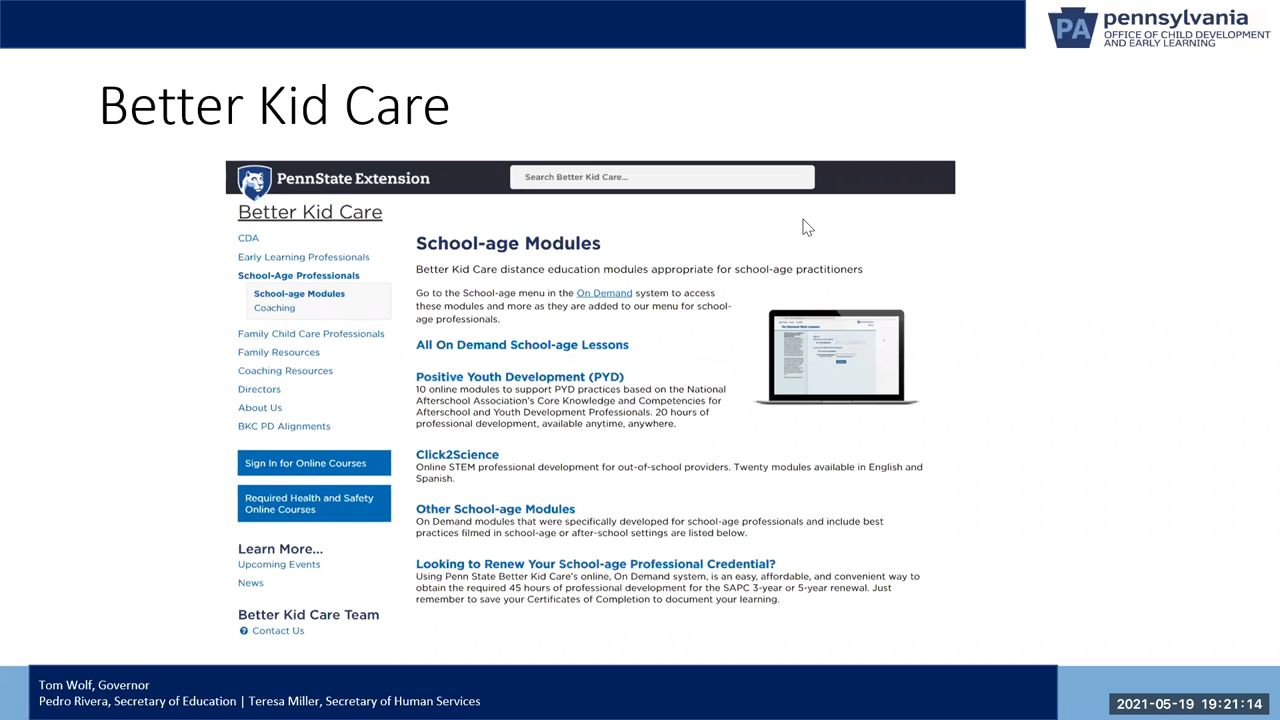 pennsylvania
OFFICE OF CHILD DEVELOPMENT
AND EARLY LEARNING
PA
Better Kid Care
PennState Extension
Search Better Kid Care...
Better Kid Care
CDA
Early Learning Professionals
School-Age Professionals
School-age Modules
Coaching
Family Child Care Professionals
Family Resources
Coaching Resources
Directors
About Us
BKC PD Alignments
Sign In for Online Courses
Required Health and Safety
Online Courses
Learn More...
Upcoming Events
News
Better Kid Care Team
Contact Us
School-age Modules
Better Kid Care distance education modules appropriate for school-age practitioners
Go to the School-age menu in the On Demand system to access
these modules and more as they are added to our menu for school-
age professionals.
All On Demand School-age Lessons
Positive Youth Development (PYD)
10 online modules to support PYD practices based on the National
Afterschool Association's Core Knowledge and Competencies for
Afterschool and Youth Development Professionals. 20 hours of
professional development, available anytime, anywhere.
Click2Science
Online STEM professional development for out-of-school providers. Twenty modules available in English and
Spanish.
Other School-age Modules
On Demand modules that were specifically developed for school-age professionals and include best
practices filmed in school-age or after-school settings are listed below.
Looking to Renew Your School-age Professional Credential?
Using Penn State Better Kid Care's online, On Demand system, is an easy, affordable, and convenient way to
obtain the required 45 hours of professional development for the SAPC 3-year or 5-year renewal. Just
remember to save your Certificates of Completion to document your learning.
Tom Wolf, Governor
Pedro Rivera, Secretary of Education | Teresa Miller, Secretary of Human Services
2021-05-19 19:21:14